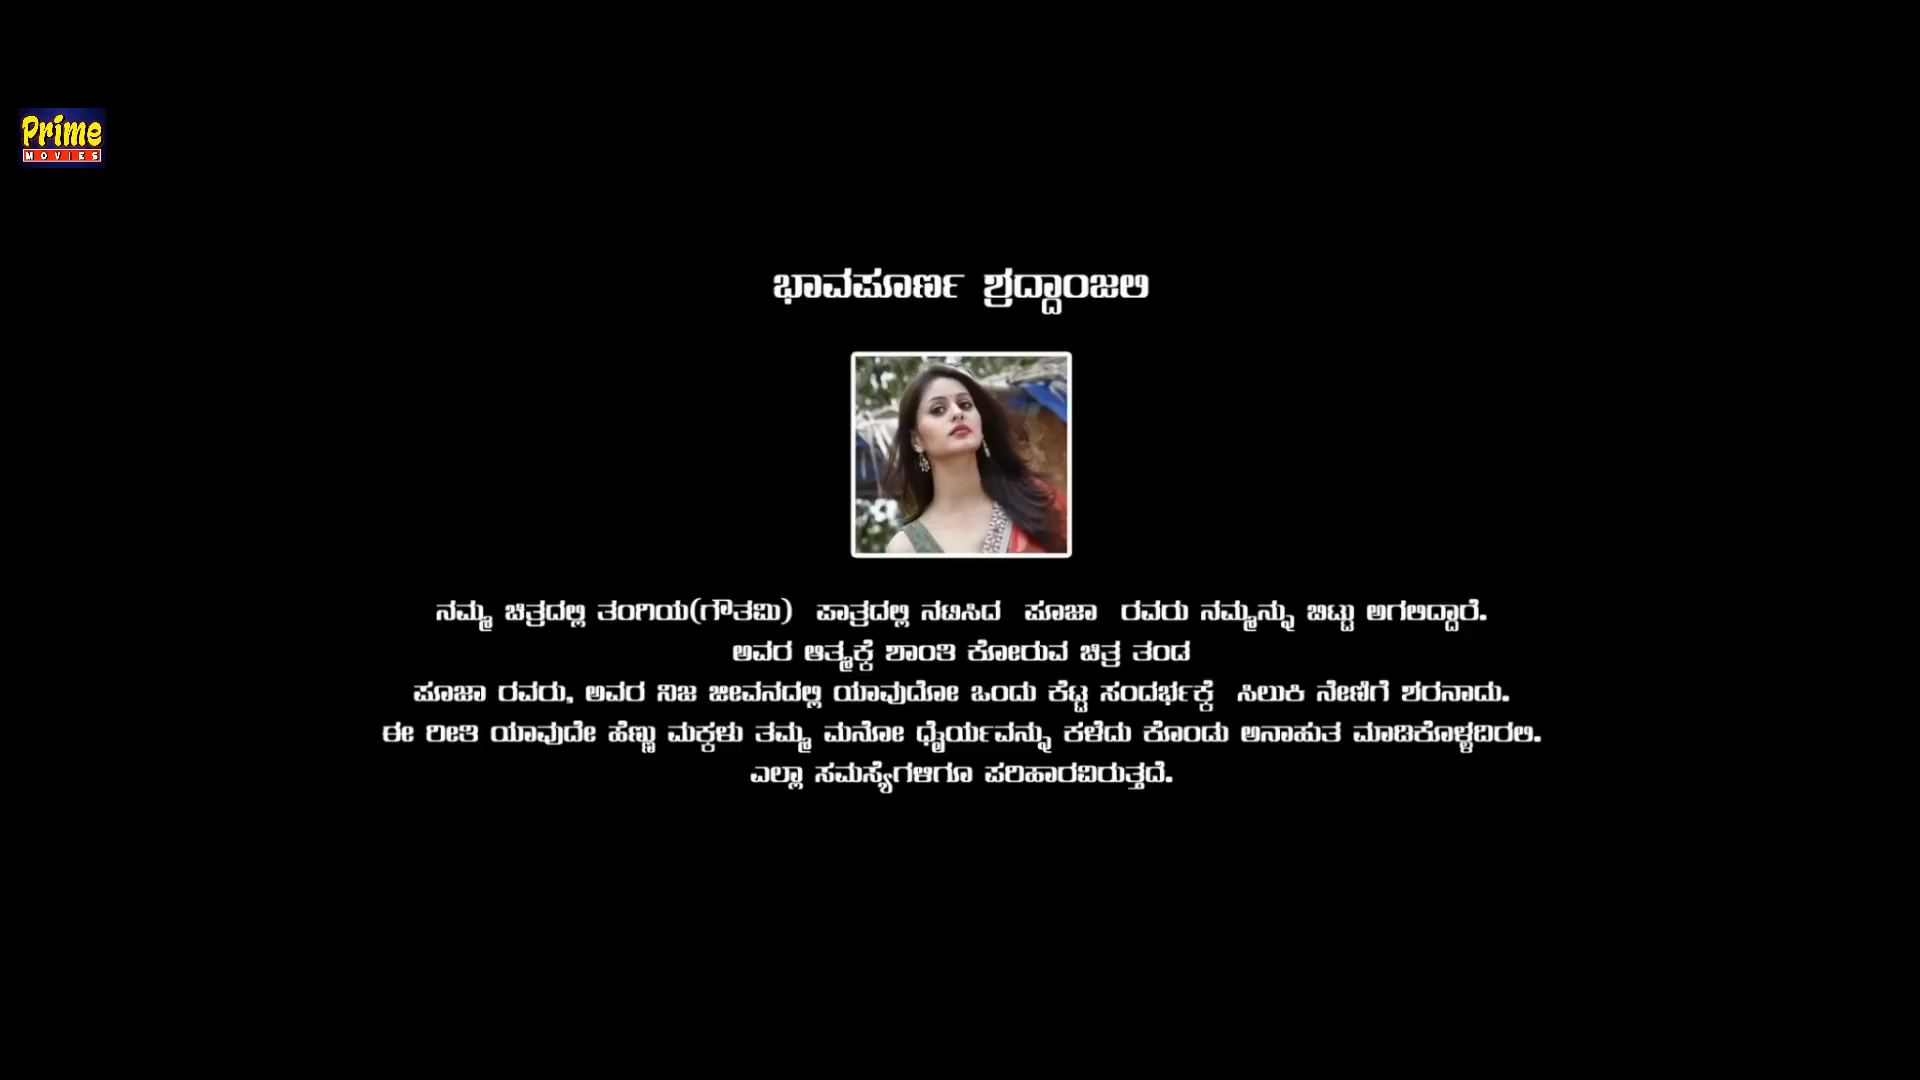 Prime
MOVIES
ಭಾವಪೂರ್ಣ ಶ್ರದ್ದಾಂಜಲಿ
ನಮ್ಮ ಚಿತ್ರದಲ್ಲಿ ತಂಗಿಯ(ಗೌತಮಿ) ಪಾತ್ರದಲ್ಲಿ ನಟಿಸಿದ ಪೂಜಾ ರವರು ನಮ್ಮನ್ನು ಬಿಟ್ಟು ಅಗಲಿದ್ದಾರೆ.
ಅವರ ಆತ್ಮಕ್ಕೆ ಶಾಂತಿ ಕೋರುವ ಚಿತ್ರ ತಂಡ
ಪೂಜಾ ರವರು, ಅವರ ನಿಜ ಜೀವನದಲ್ಲಿ ಯಾವುದೋ ಒಂದು ಕೆಟ್ಟ ಸಂದರ್ಭಕ್ಕೆ ಸಿಲುಕಿ ನೇಣಿಗೆ ಶರನಾದು.
ಈ ರೀತಿ ಯಾವುದೇ ಹೆಣ್ಣು ಮಕ್ಕಳು ತಮ್ಮ ಮನೋ ಧೈರ್ಯವನ್ನು ಕಳೆದು ಕೊಂಡು ಅನಾಹುತ ಮಾಡಿಕೊಳ್ಳದಿರಲಿ.
ಎಲ್ಲಾ ಸಮಸ್ಯೆಗಳಿಗೂ ಪರಿಹಾರವಿರುತ್ತದೆ.